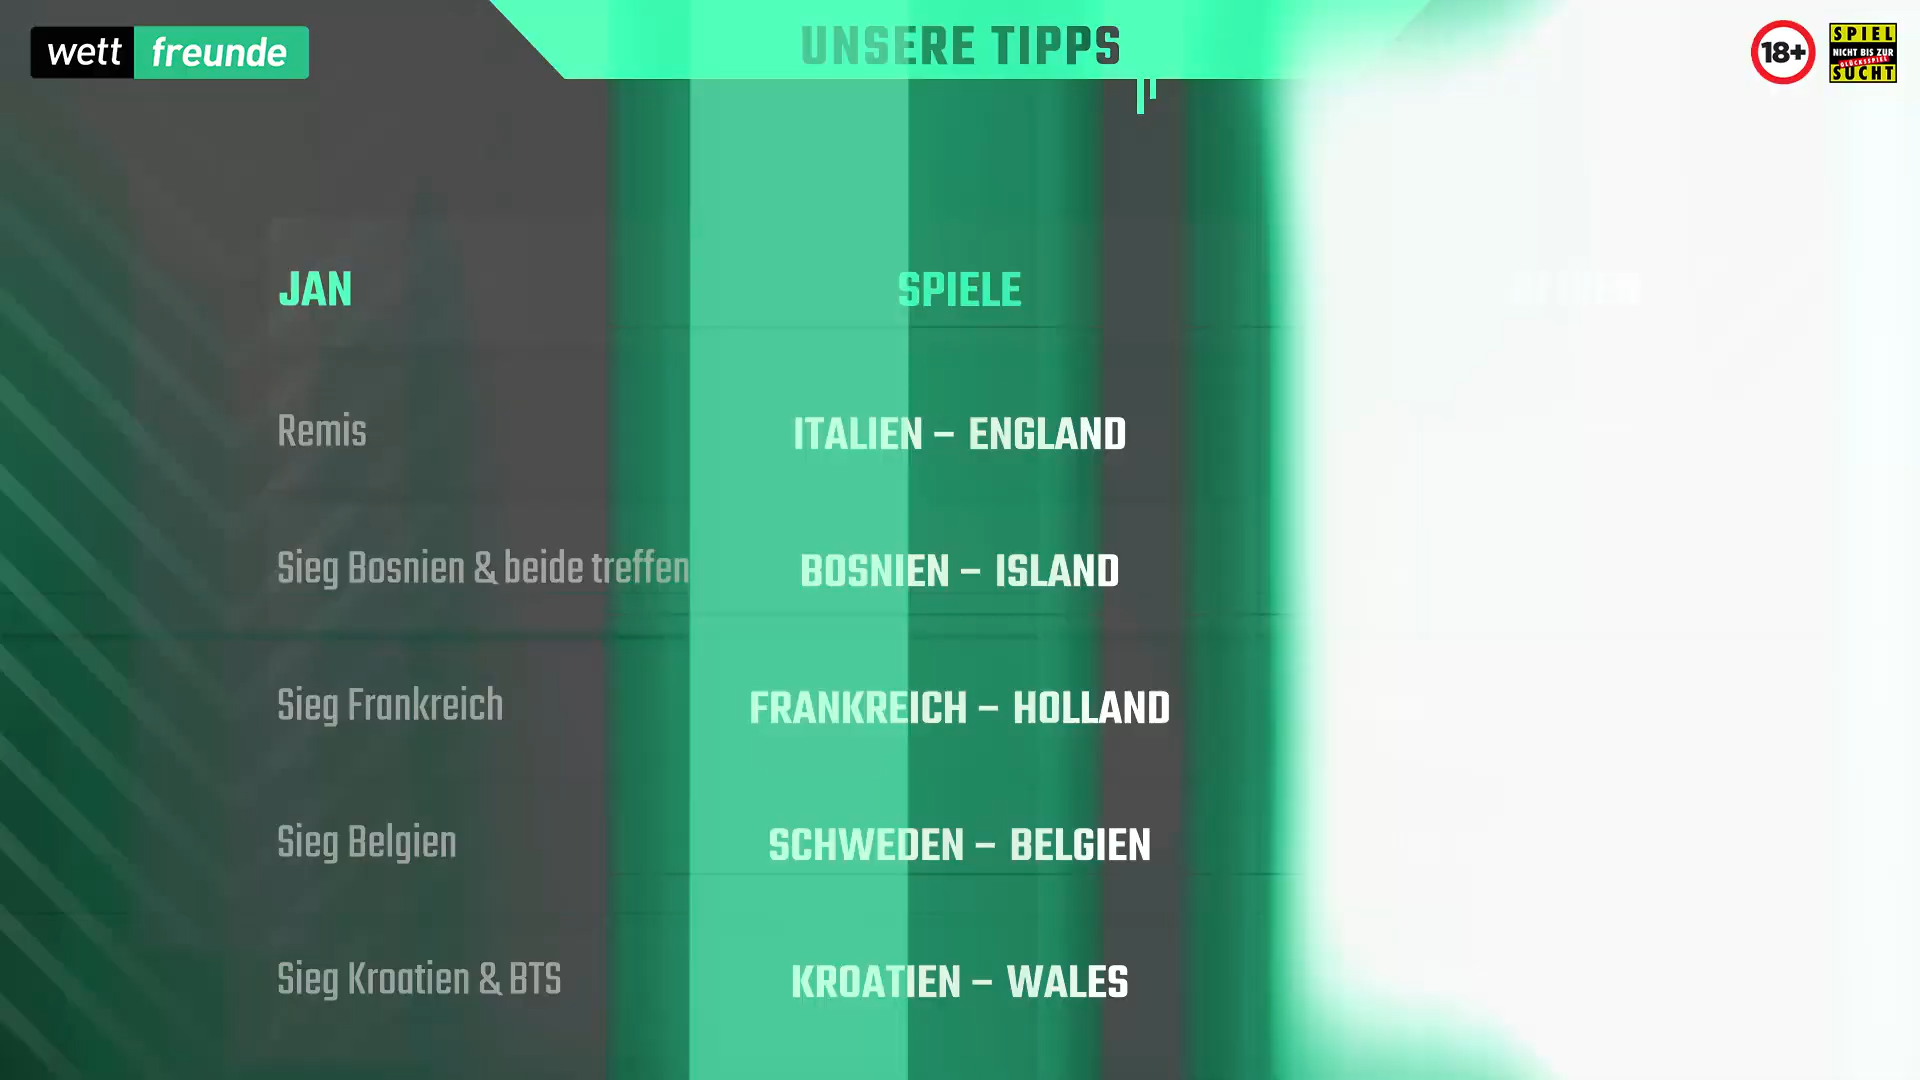 wett freunde
UNSERE TIPPS
18+
SPIEL
NICHT BIS ZUR
GLÜCKSSPIEL
SUCHT
JAN SPIELE
Remis ITALIEN – ENGLAND
Sieg Bosnien & beide treffen BOSNIEN – ISLAND
Sieg Frankreich FRANKREICH – HOLLAND
Sieg Belgien SCHWEDEN – BELGIEN
Sieg Kroatien & BTS KROATIEN – WALES